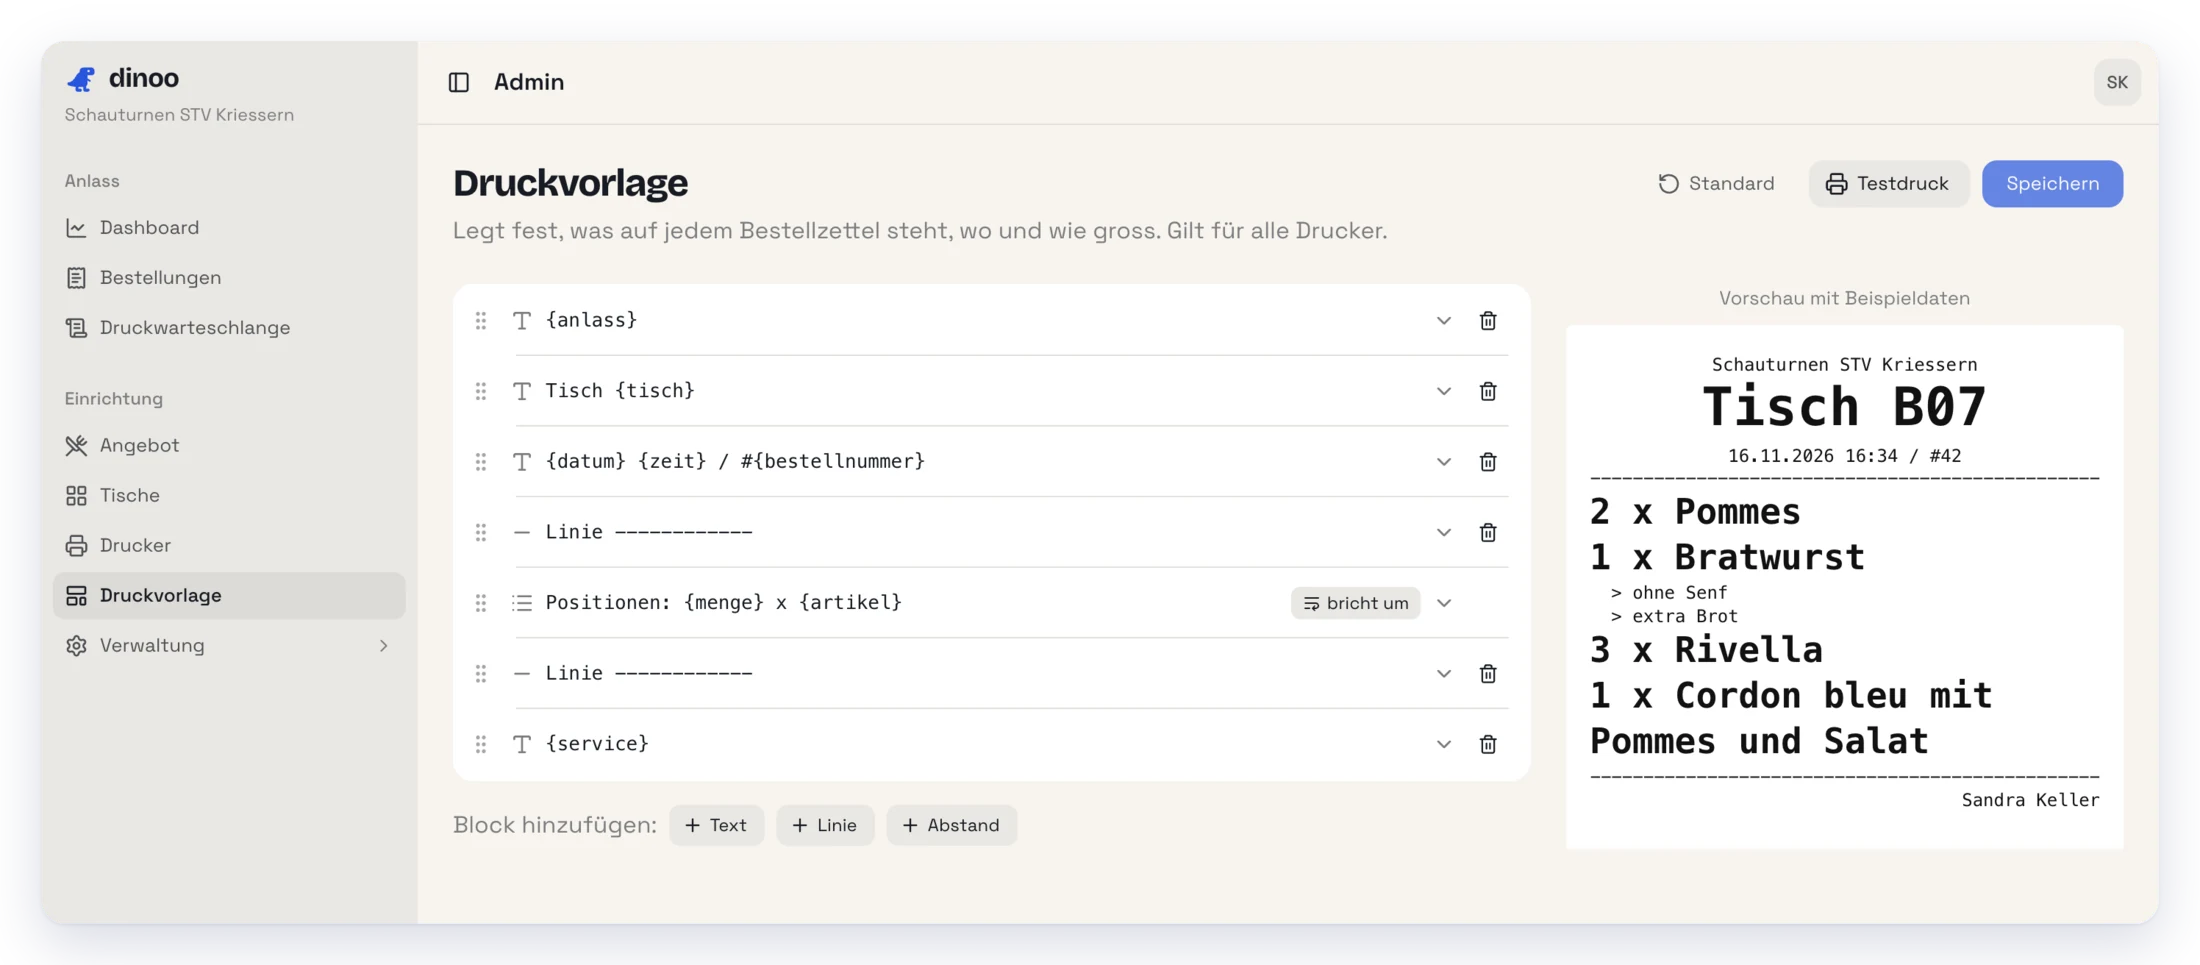 dinoo
Schauturnen STV Kriessern
Anlass
Dashboard
Bestellungen
Druckwarteschlange
Einrichtung
Angebot
Tische
Drucker
Druckvorlage
Verwaltung
Admin
SK
Druckvorlage
Standard
Testdruck
Speichern
Legt fest, was auf jedem Bestellzettel steht, wo und wie gross. Gilt für alle Drucker.
{anlass}
Tisch {tisch}
{datum} {zeit} / #{bestellnummer}
Linie ------------
Positionen: {menge} x {artikel}
bricht um
Linie ------------
{service}
Block hinzufügen:
+ Text
+ Linie
+ Abstand
Vorschau mit Beispieldaten
Schauturnen STV Kriessern
Tisch B07
16.11.2026 16:34 / #42
------------------------------------------------
2 x Pommes
1 x Bratwurst
> ohne Senf
> extra Brot
3 x Rivella
1 x Cordon bleu mit
Pommes und Salat
------------------------------------------------
Sandra Keller